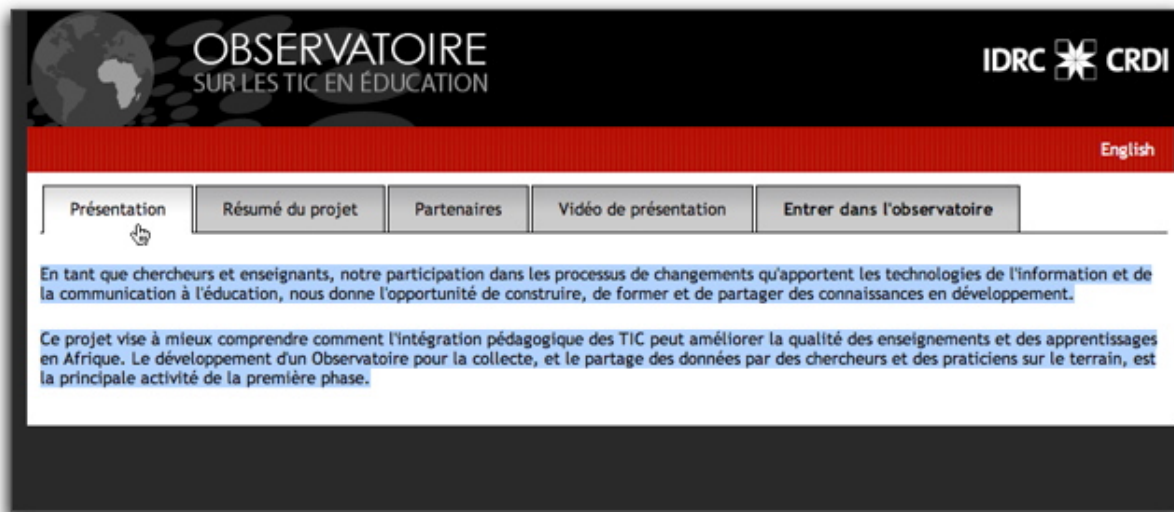 OBSERVATOIRE
SUR LES TIC EN ÉDUCATION
IDRC CRDI
English
Présentation
Résumé du projet
Partenaires
Vidéo de présentation
Entrer dans l'observatoire
En tant que chercheurs et enseignants, notre participation dans les processus de changements qu'apportent les technologies de l'information et de
la communication à l'éducation, nous donne l'opportunité de construire, de former et de partager des connaissances en développement.
Ce projet vise à mieux comprendre comment l'intégration pédagogique des TIC peut améliorer la qualité des enseignements et des apprentissages
en Afrique. Le développement d'un Observatoire pour la collecte, et le partage des données par des chercheurs et des praticiens sur le terrain, est
la principale activité de la première phase.